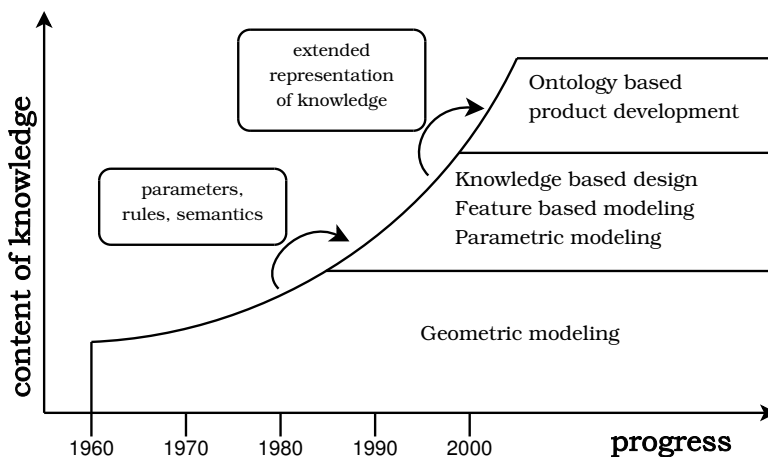 extended
representation
of knowledge
Ontology based
product development
parameters,
rules, semantics
Knowledge based design
Feature based modeling
Parametric modeling
Geometric modeling
content of knowledge
1960
1970
1980
1990
2000
progress